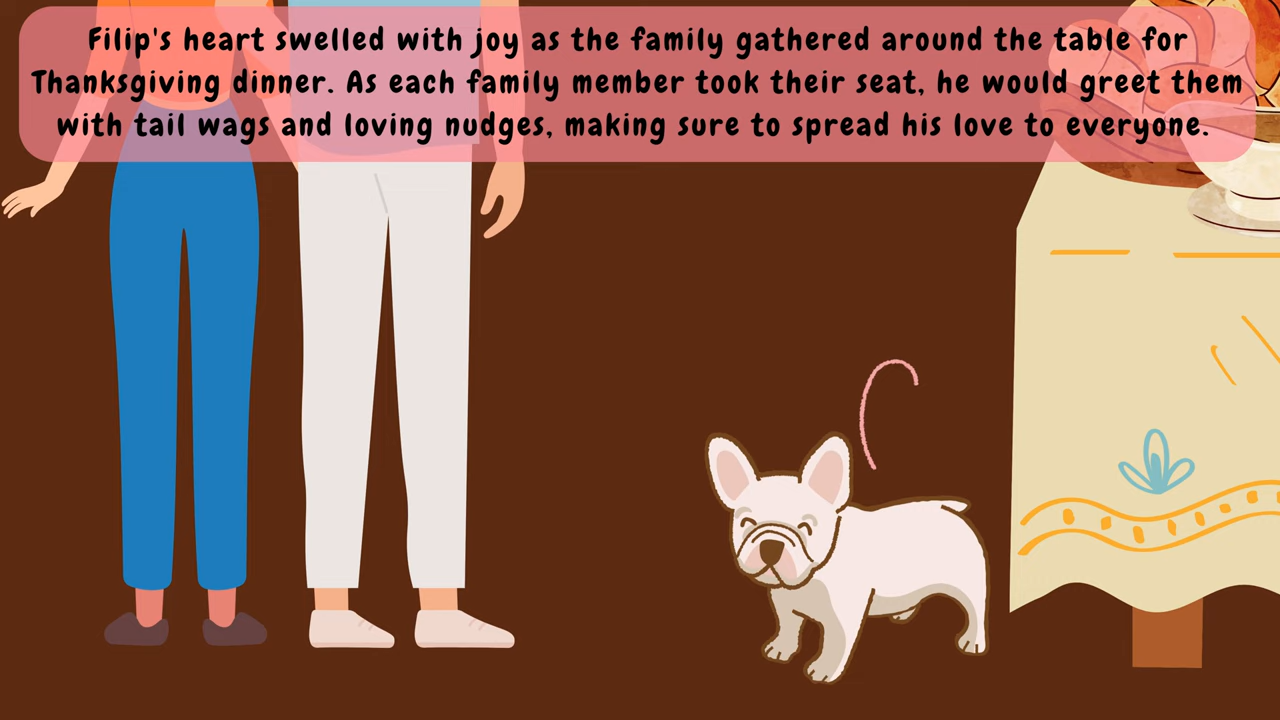 Filip's heart swelled with joy as the family gathered around the table for
Thanksgiving dinner. As each family member took their seat, he would greet them
with tail wags and loving nudges, making sure to spread his love to everyone.